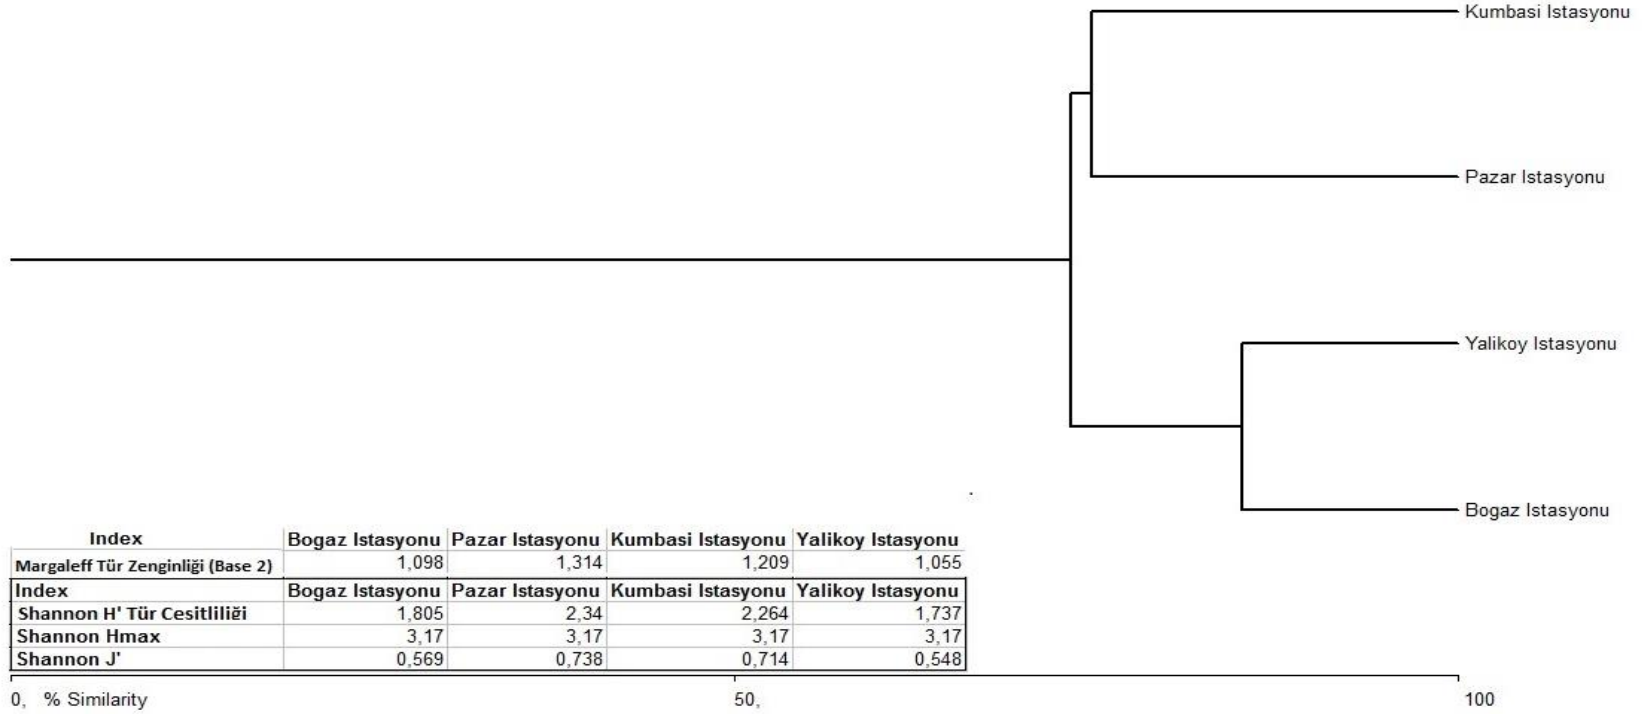 Kumbasi Istasyonu
Pazar Istasyonu
Yalikoy Istasyonu
Bogaz Istasyonu
Index Bogaz Istasyonu Pazar Istasyonu Kumbasi Istasyonu Yalikoy Istasyonu
Margaleff Tür Zenginliği (Base 2) 1,098 1,314 1,209 1,055
Index Bogaz Istasyonu Pazar Istasyonu Kumbasi Istasyonu Yalikoy Istasyonu
Shannon H' Tür Cesitliliği 1,805 2,34 2,264 1,737
Shannon Hmax 3,17 3,17 3,17 3,17
Shannon J' 0,569 0,738 0,714 0,548
0, % Similarity 50, 100